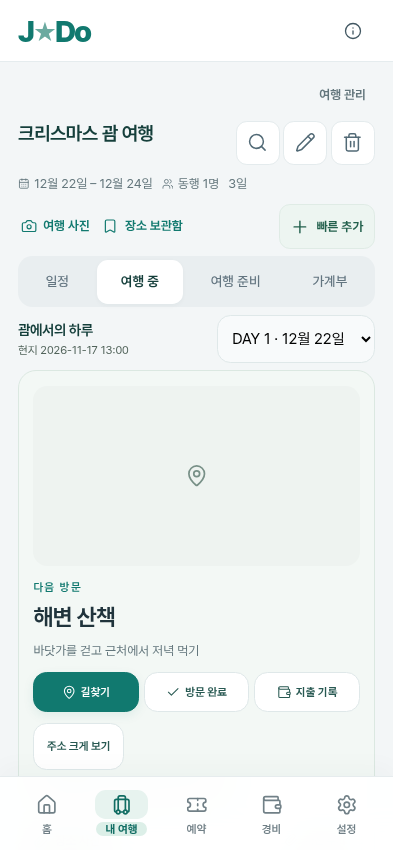 J★Do
여행 관리
크리스마스 괌 여행
12월 22일 – 12월 24일 동행 1명 3일
여행 사진 장소 보관함 빠른 추가
일정 여행 중 여행 준비 가계부
괌에서의 하루
현지 2026-11-17 13:00
DAY 1 · 12월 22일
다음 방문
해변 산책
바닷가를 걷고 근처에서 저녁 먹기
길찾기 방문 완료 지출 기록
주소 크게 보기
홈 내 여행 예약 경비 설정